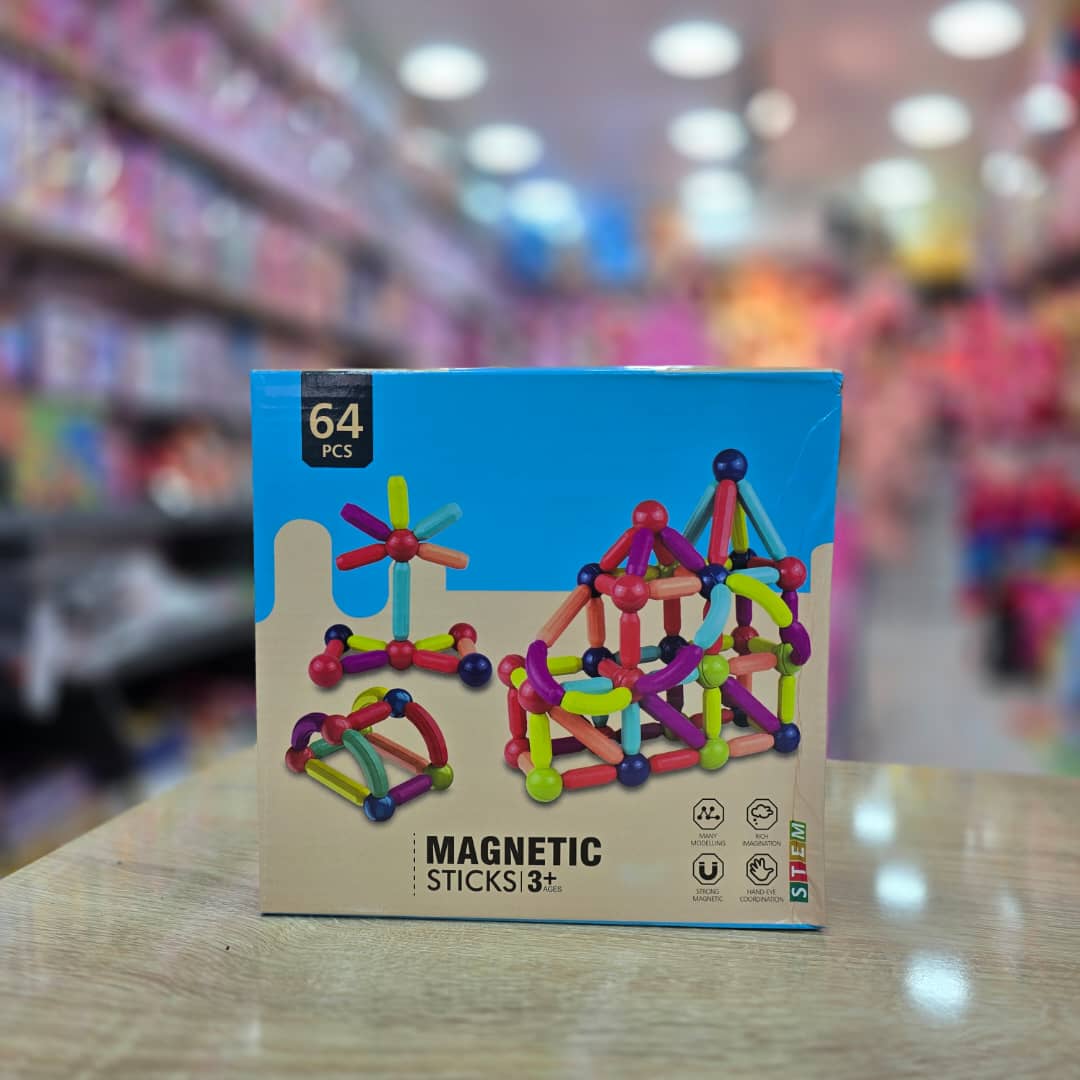 64
PCS
MAGNETIC
STICKS 3+
AGES
MANY
MODELLING
RICH
IMAGINATION
STRONG
MAGNETIC
HAND-EYE
COORDINATION
STEM